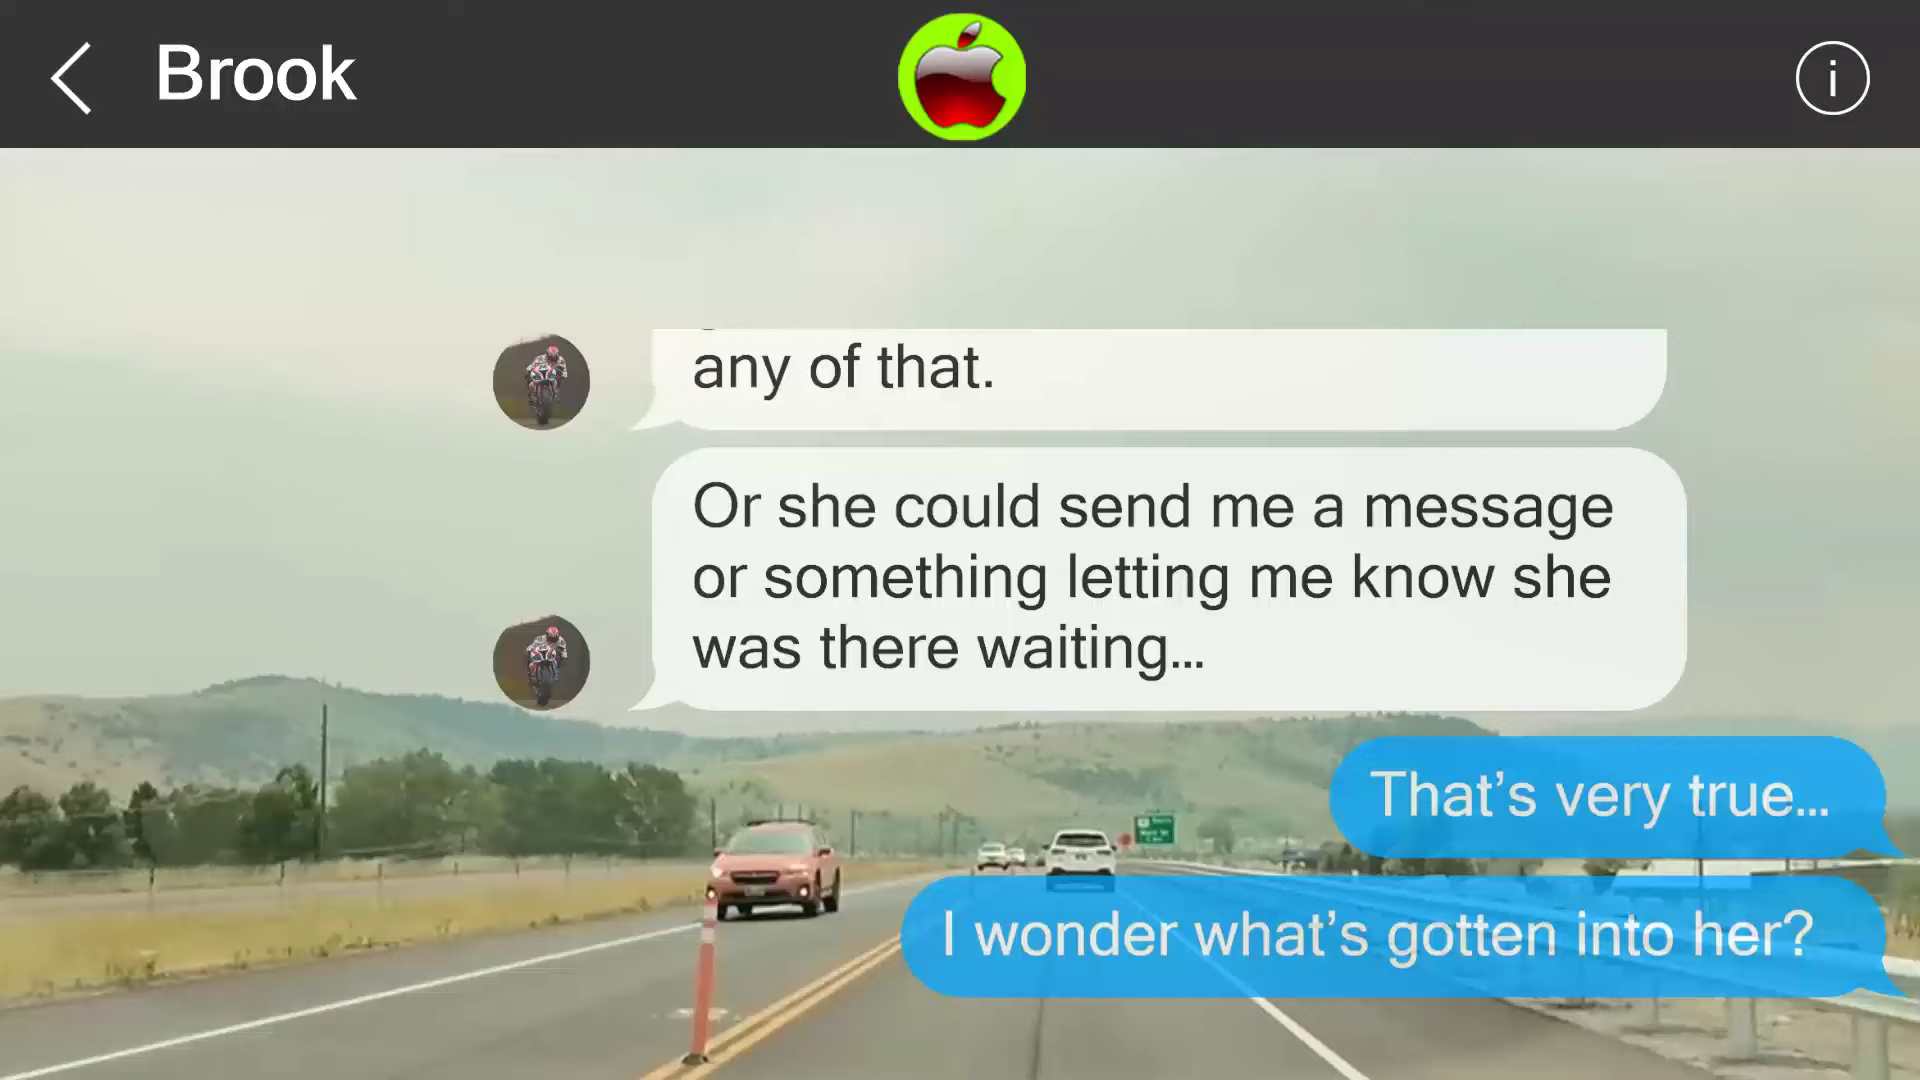 Brook
any of that.
Or she could send me a message
or something letting me know she
was there waiting...
That’s very true...
I wonder what’s gotten into her?